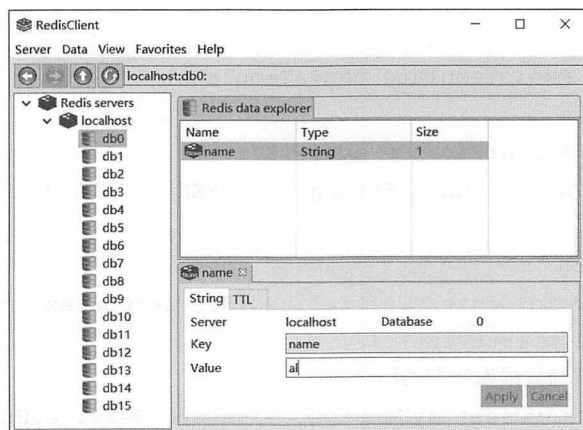 RedisClient
Server Data View Favorites Help
localhost:db0:
Redis servers
localhost
db0
db1
db2
db3
db4
db5
db6
db7
db8
db9
db10
db11
db12
db13
db14
db15
Redis data explorer
Name Type Size
name String 1
name
String TTL
Server localhost Database 0
Key name
Value al
Apply Cancel